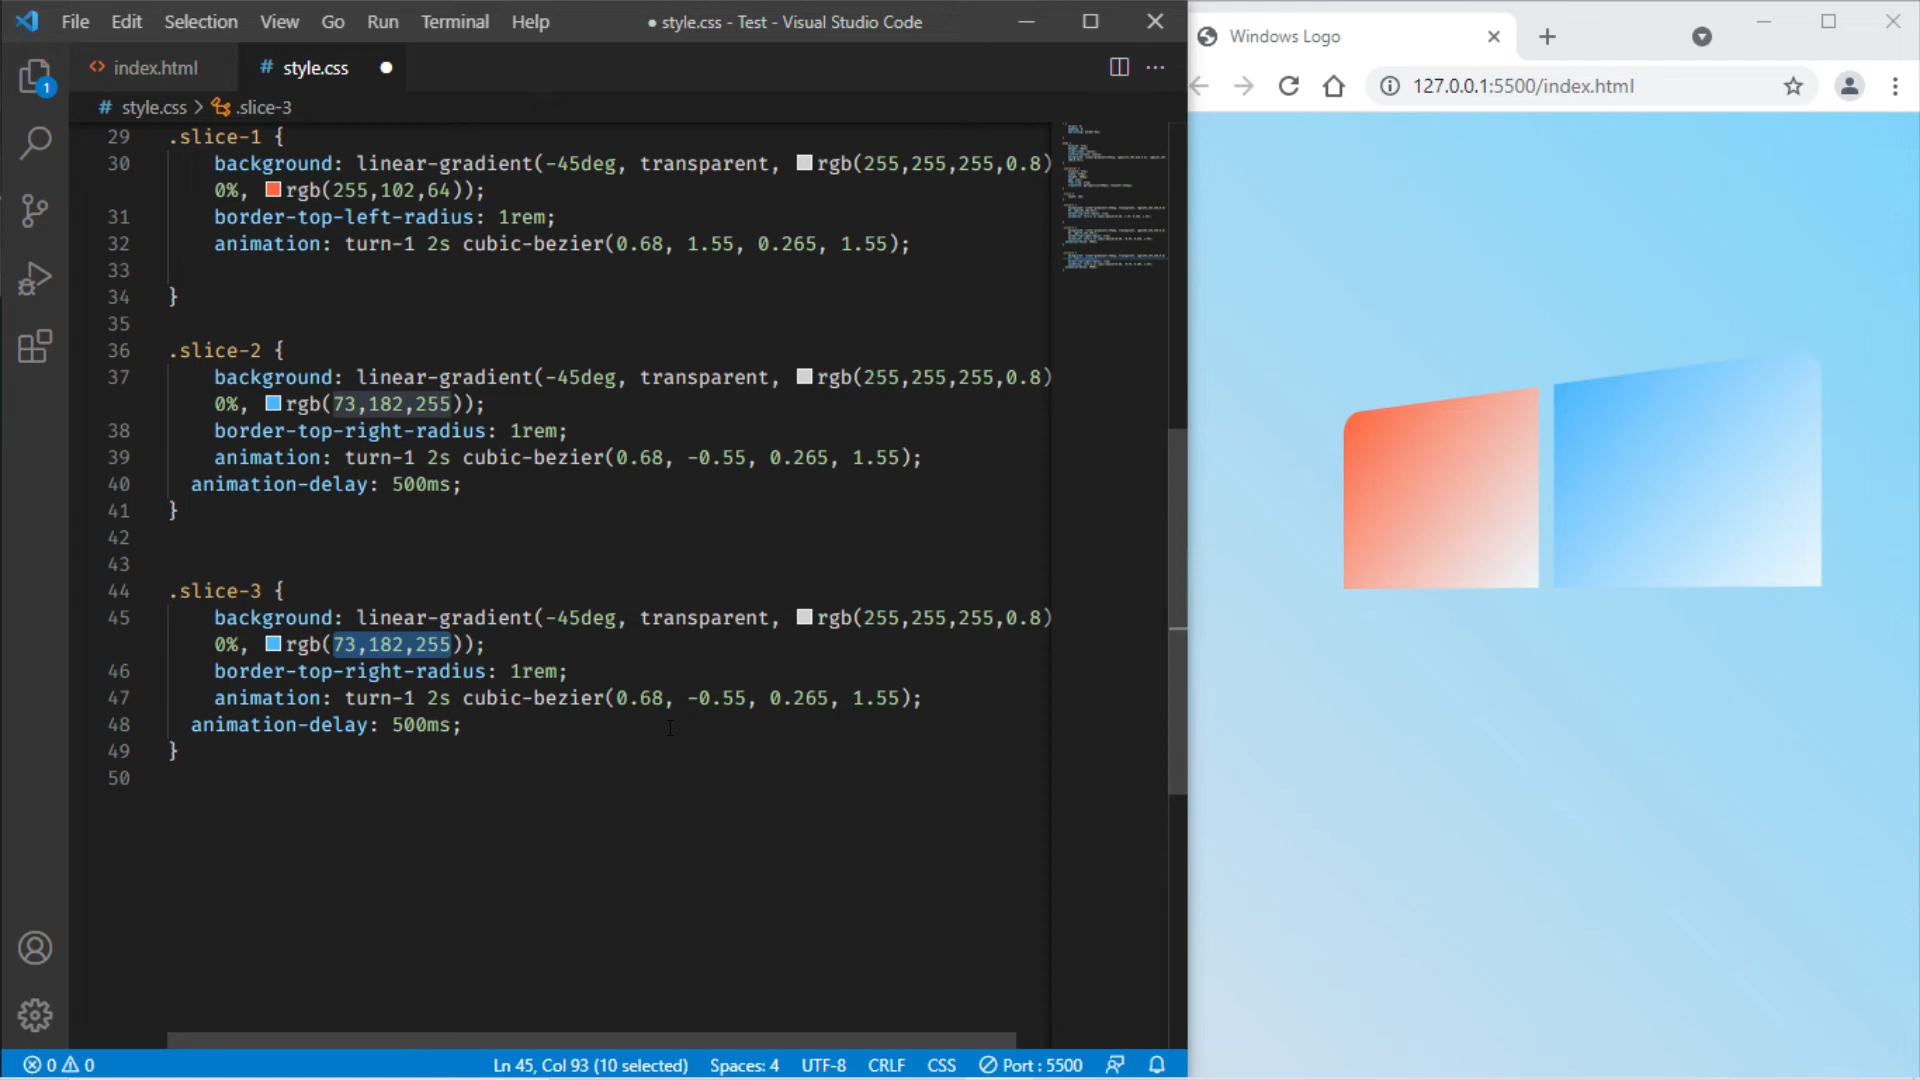 File Edit Selection View Go Run Terminal Help ● style.css - Test - Visual Studio Code
<> index.html # style.css ●
# style.css > .slice-3
29 .slice-1 {
30 background: linear-gradient(-45deg, transparent, rgb(255,255,255,0.8)
0%, rgb(255,102,64));
31 border-top-left-radius: 1rem;
32 animation: turn-1 2s cubic-bezier(0.68, 1.55, 0.265, 1.55);
33
34 }
35
36 .slice-2 {
37 background: linear-gradient(-45deg, transparent, rgb(255,255,255,0.8)
0%, rgb(73,182,255));
38 border-top-right-radius: 1rem;
39 animation: turn-1 2s cubic-bezier(0.68, -0.55, 0.265, 1.55);
40 animation-delay: 500ms;
41 }
42
43
44 .slice-3 {
45 background: linear-gradient(-45deg, transparent, rgb(255,255,255,0.8)
0%, rgb(73,182,255));
46 border-top-right-radius: 1rem;
47 animation: turn-1 2s cubic-bezier(0.68, -0.55, 0.265, 1.55);
48 animation-delay: 500ms;
49 }
50
1
0 0 Ln 45, Col 93 (10 selected) Spaces: 4 UTF-8 CRLF CSS Port : 5500
Windows Logo
127.0.0.1:5500/index.html